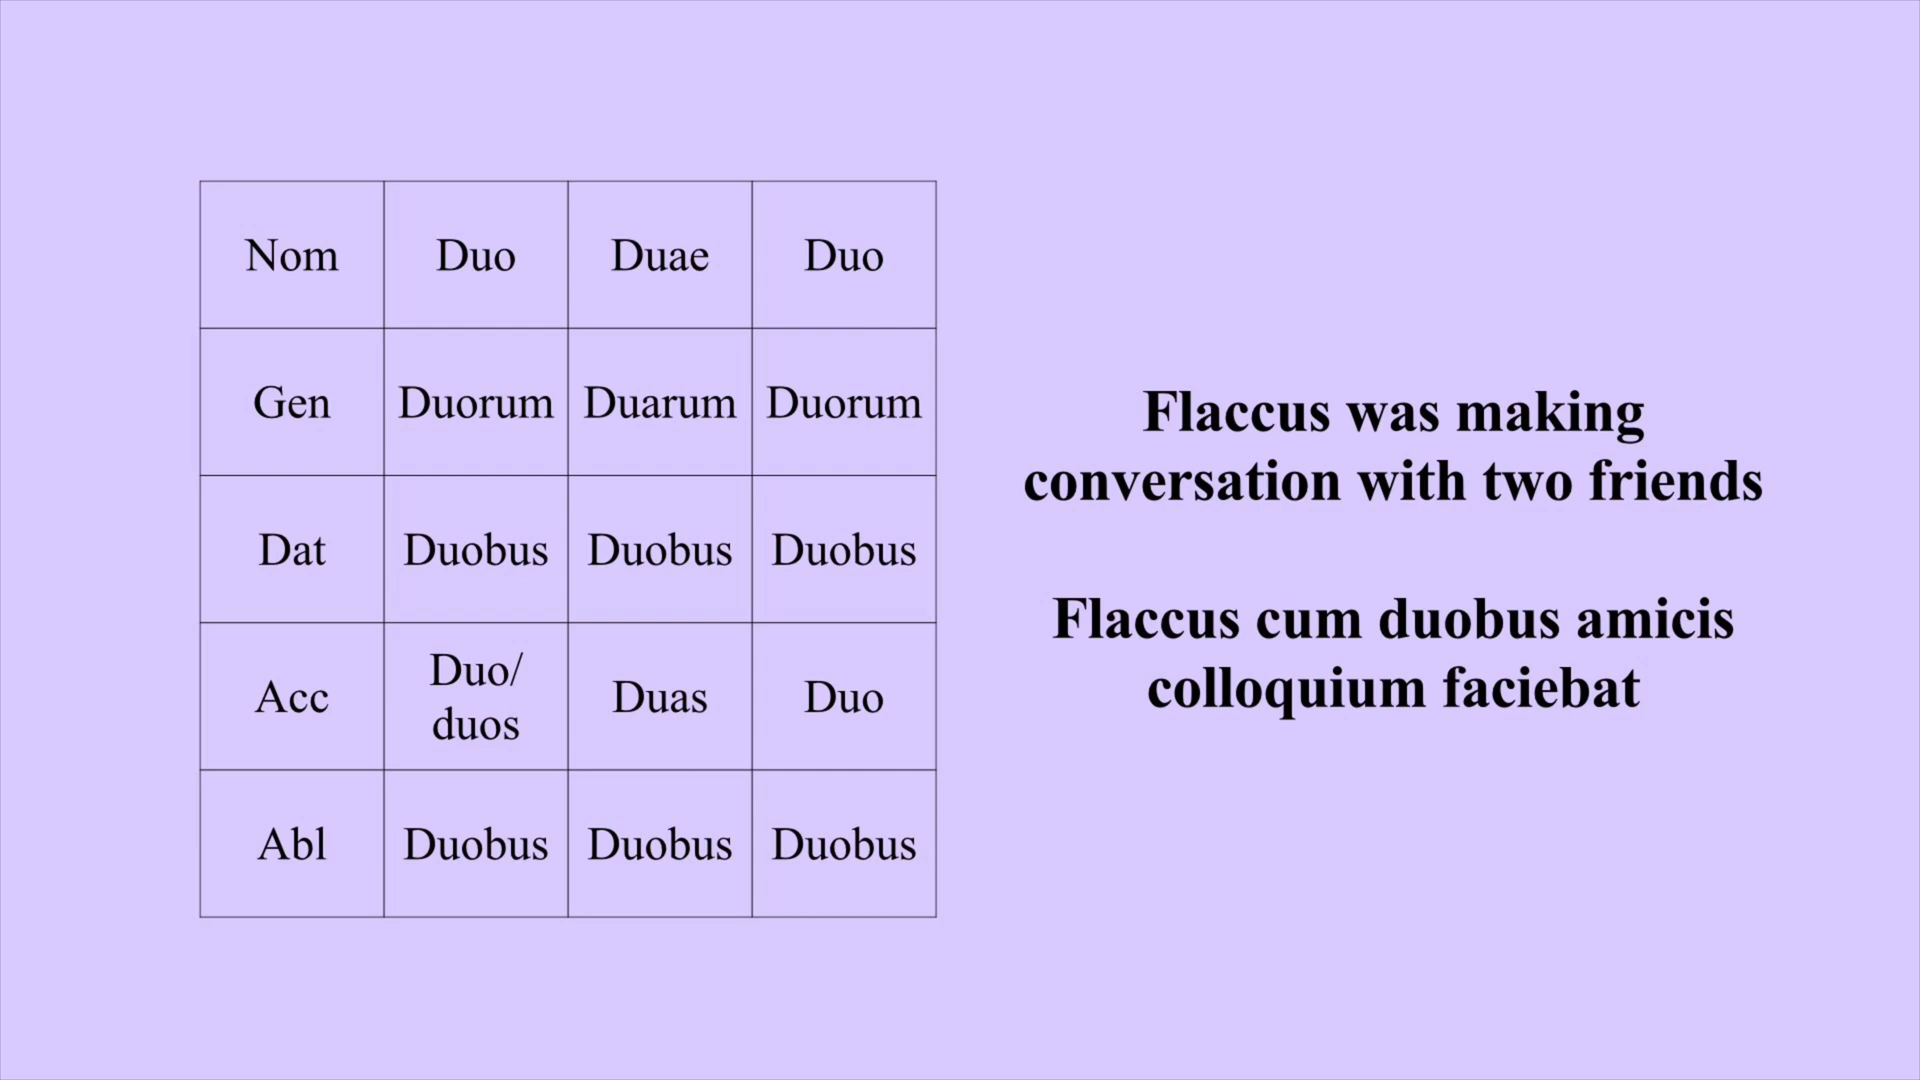 Nom Duo Duae Duo
Gen Duorum Duarum Duorum
Dat Duobus Duobus Duobus
Acc Duo/ duos Duas Duo
Abl Duobus Duobus Duobus
Flaccus was making
conversation with two friends
Flaccus cum duobus amicis
colloquium faciebat